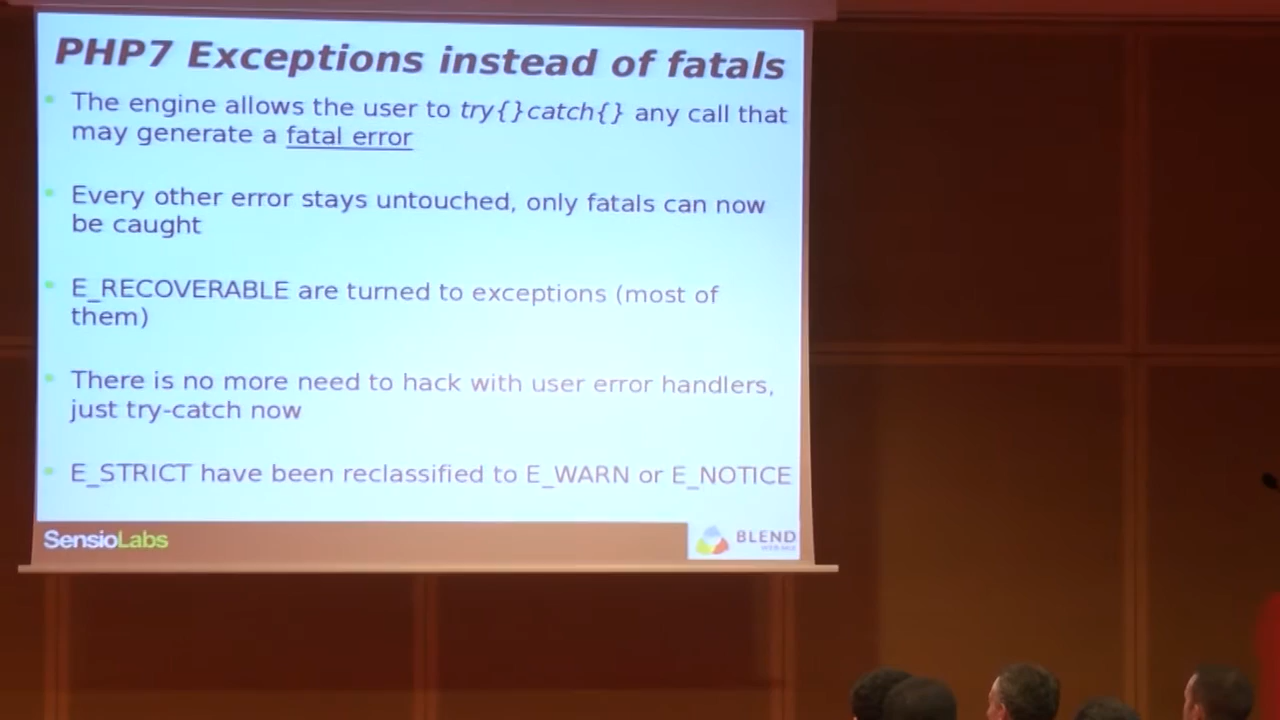 PHP7 Exceptions instead of fatals
The engine allows the user to try{}catch{} any call that
may generate a fatal error
Every other error stays untouched, only fatals can now
be caught
E_RECOVERABLE are turned to exceptions (most of
them)
There is no more need to hack with user error handlers,
just try-catch now
E_STRICT have been reclassified to E_WARN or E_NOTICE
SensioLabs
BLEND